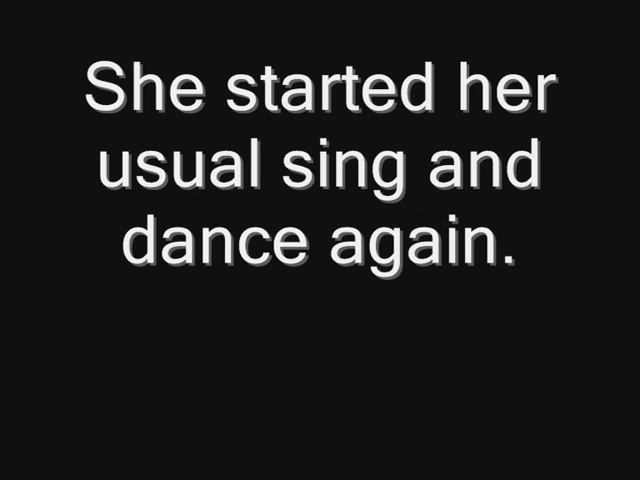 She started her
usual sing and
dance again.